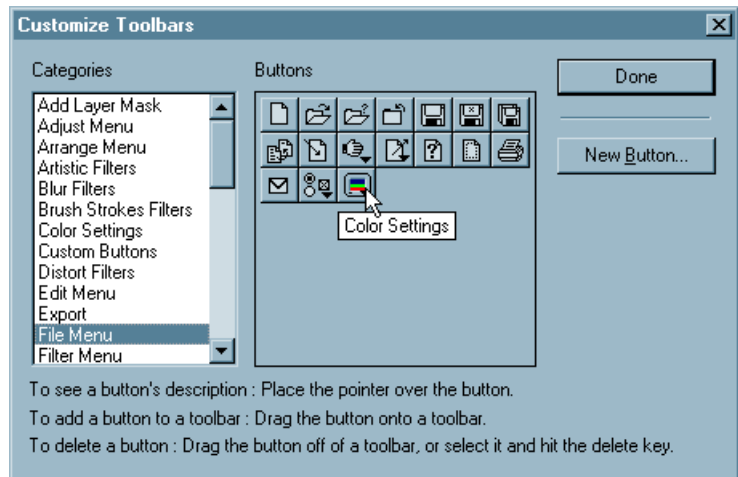 Customize Toolbars
Categories
Buttons
Done
Add Layer Mask
Adjust Menu
Arrange Menu
Artistic Filters
Blur Filters
Brush Strokes Filters
Color Settings
Custom Buttons
Distort Filters
Edit Menu
Export
File Menu
Filter Menu
New Button...
Color Settings
To see a button's description : Place the pointer over the button.
To add a button to a toolbar : Drag the button onto a toolbar.
To delete a button : Drag the button off of a toolbar, or select it and hit the delete key.